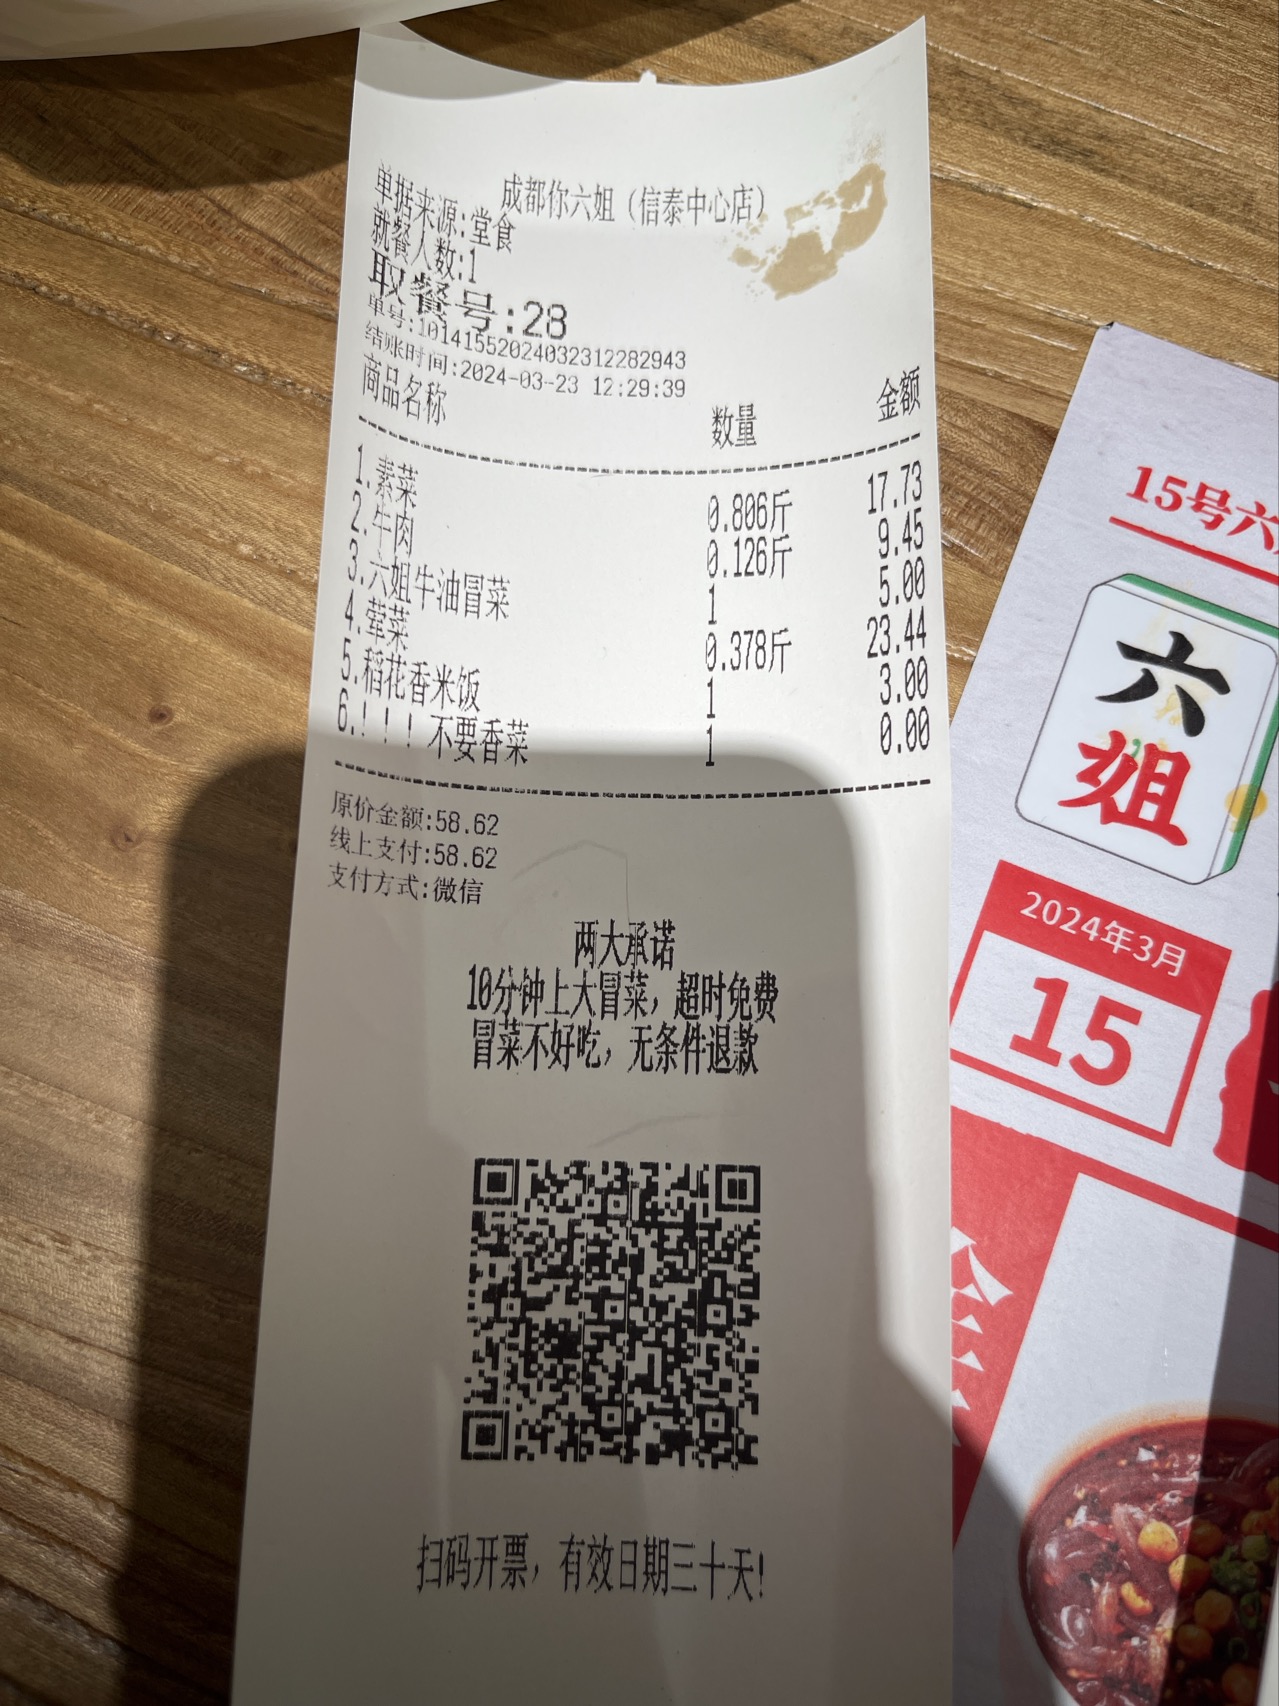 成都你六姐（信泰中心店）
单据来源:堂食
就餐人数:1
取餐号:28
单号:10141552024032312282943
结账时间:2024-03-23 12:29:39
商品名称 数量 金额
1.素菜 0.806斤 17.73
2.牛肉 0.126斤 9.45
3.六姐牛油冒菜 1 5.00
4.荤菜 0.378斤 23.44
5.稻花香米饭 1 3.00
6.！！！不要香菜 1 0.00
原价金额:58.62
线上支付:58.62
支付方式:微信
两大承诺
10分钟上大冒菜，超时免费
冒菜不好吃，无条件退款
扫码开票，有效日期三十天!
15号六
六姐
2024年3月
15